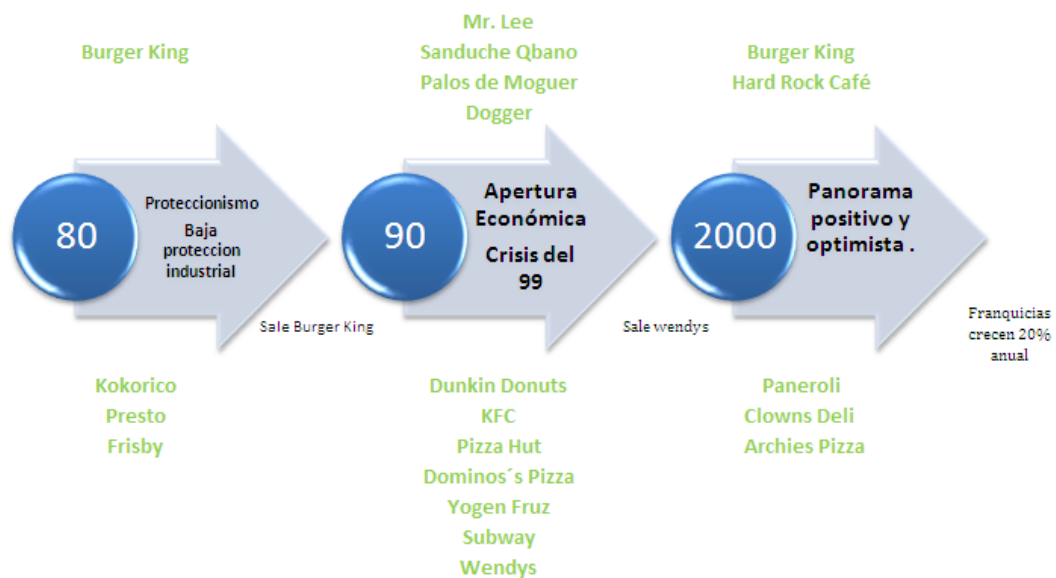 Burger King
Mr. Lee
Sanduche Qbano
Palos de Moguer
Dogger
Burger King
Hard Rock Café
80
Proteccionismo
Baja
proteccion
industrial
Sale Burger King
90
Apertura
Económica
Crisis del
99
Sale wendys
2000
Panorama
positivo y
optimista .
Franquicias
crecen 20%
anual
Kokorico
Presto
Frisby
Dunkin Donuts
KFC
Pizza Hut
Dominos´s Pizza
Yogen Fruz
Subway
Wendys
Paneroli
Clowns Deli
Archies Pizza